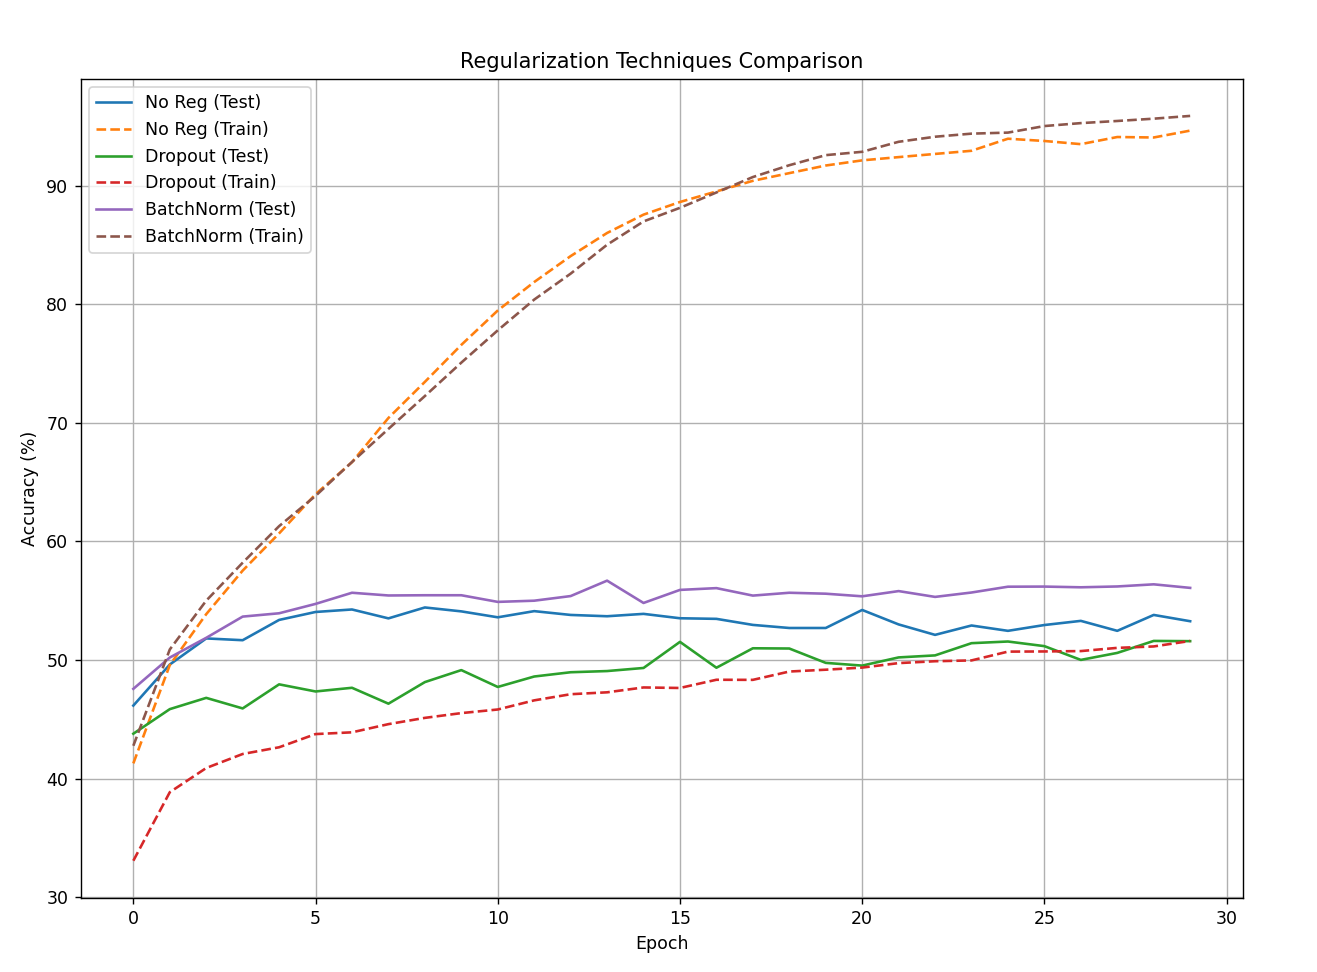 Regularization Techniques Comparison
No Reg (Test)
No Reg (Train)
Dropout (Test)
Dropout (Train)
BatchNorm (Test)
BatchNorm (Train)
90
80
70
60
50
40
30
Accuracy (%)
0 5 10 15 20 25 30
Epoch